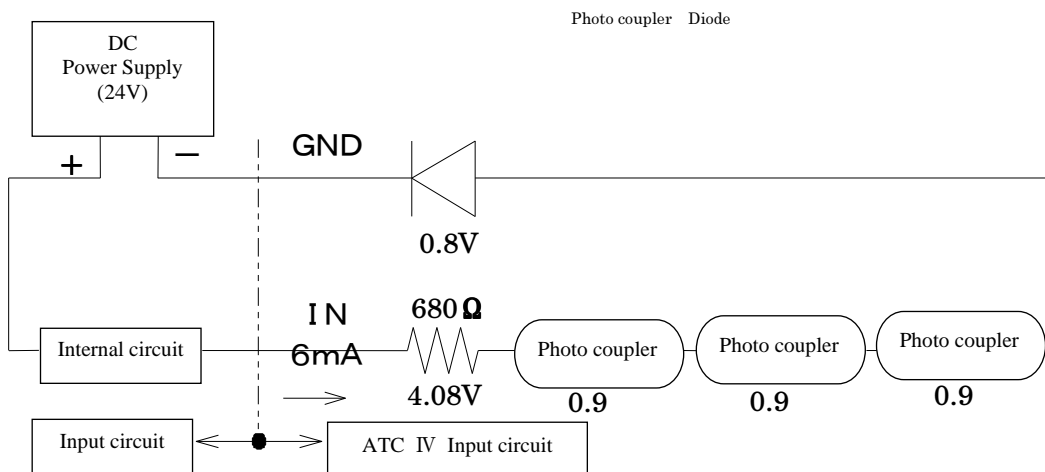 Photo coupler Diode
DC
Power Supply
(24V)
+
−
GND
0.8V
IN
6mA
680Ω
4.08V
Internal circuit
Photo coupler
Photo coupler
Photo coupler
0.9
0.9
0.9
Input circuit
ATC Ⅳ Input circuit